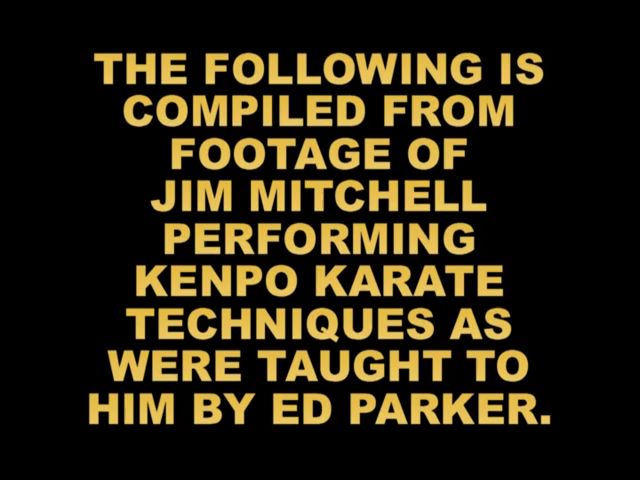 THE FOLLOWING IS
COMPILED FROM
FOOTAGE OF
JIM MITCHELL
PERFORMING
KENPO KARATE
TECHNIQUES AS
WERE TAUGHT TO
HIM BY ED PARKER.